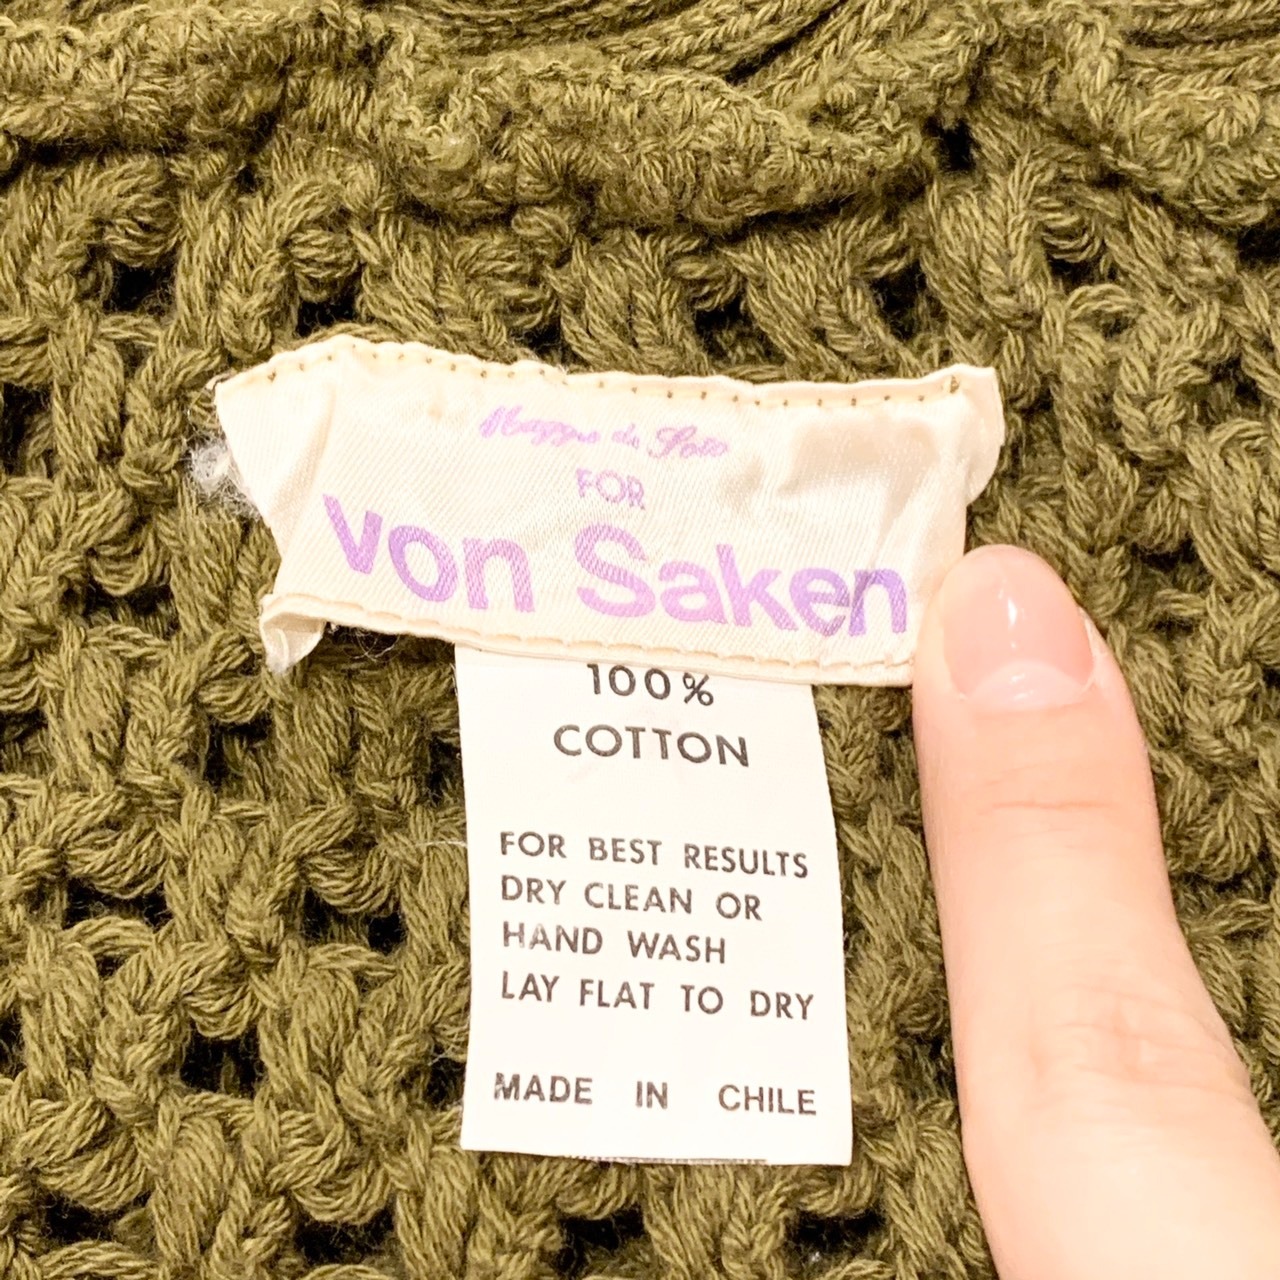 de
FOR
von Saken
100%
COTTON
FOR BEST RESULTS
DRY CLEAN OR
HAND WASH
LAY FLAT TO DRY
MADE IN CHILE